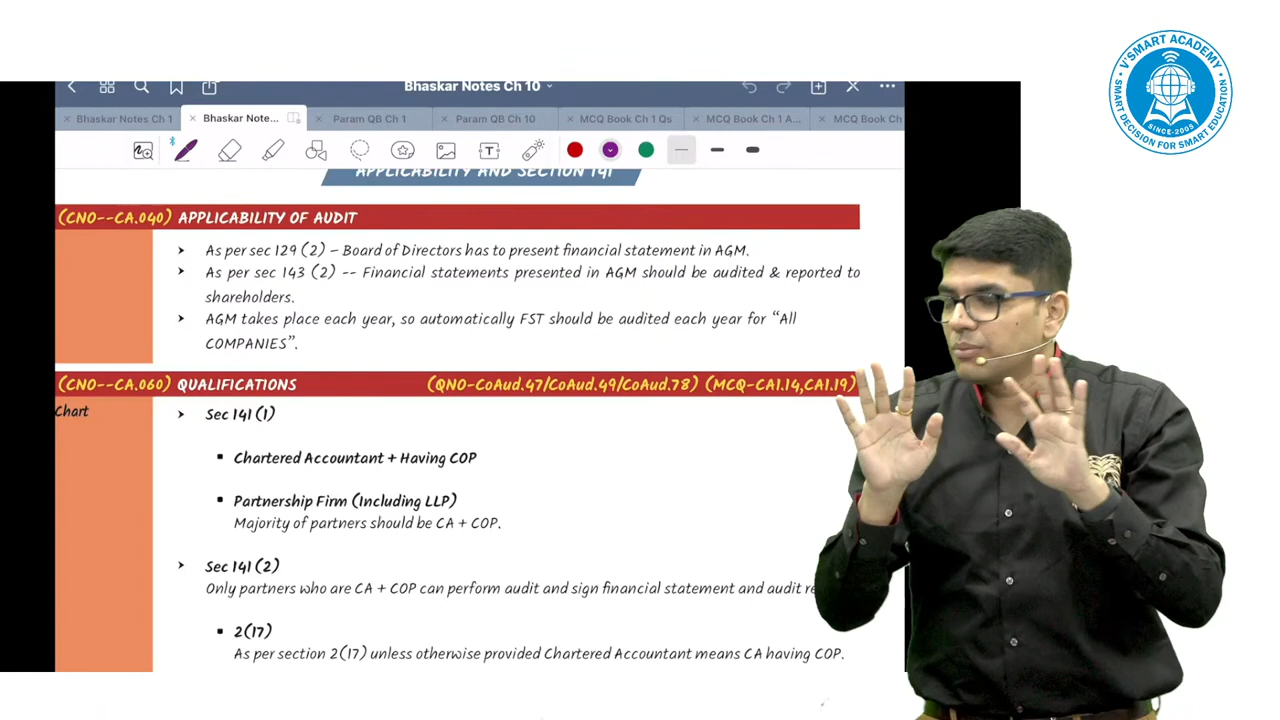 V'SMART ACADEMY
SMART DECISION FOR SMART EDUCATION
SINCE-2005
Bhaskar Notes Ch 10
Bhaskar Notes Ch 1
Bhaskar Note...
Param QB Ch 1
Param QB Ch 10
MCQ Book Ch 1 Qs
MCQ Book Ch 1 A...
MCQ Book Ch
APPLICABILITY AND SECTION 141
(CNO--CA.040) APPLICABILITY OF AUDIT
➤ As per sec 129 (2) – Board of Directors has to present financial statement in AGM.
➤ As per sec 143 (2) -- Financial statements presented in AGM should be audited & reported to
shareholders.
➤ AGM takes place each year, so automatically FST should be audited each year for “All
COMPANIES”.
(CNO--CA.060) QUALIFICATIONS (QNO-CoAud.47/CoAud.49/CoAud.78) (MCQ-CA1.14,CA1.19)
Chart
➤ Sec 141 (1)
▪ Chartered Accountant + Having COP
▪ Partnership Firm (Including LLP)
Majority of partners should be CA + COP.
➤ Sec 141 (2)
Only partners who are CA + COP can perform audit and sign financial statement and audit re
▪ 2(17)
As per section 2(17) unless otherwise provided Chartered Accountant means CA having COP.